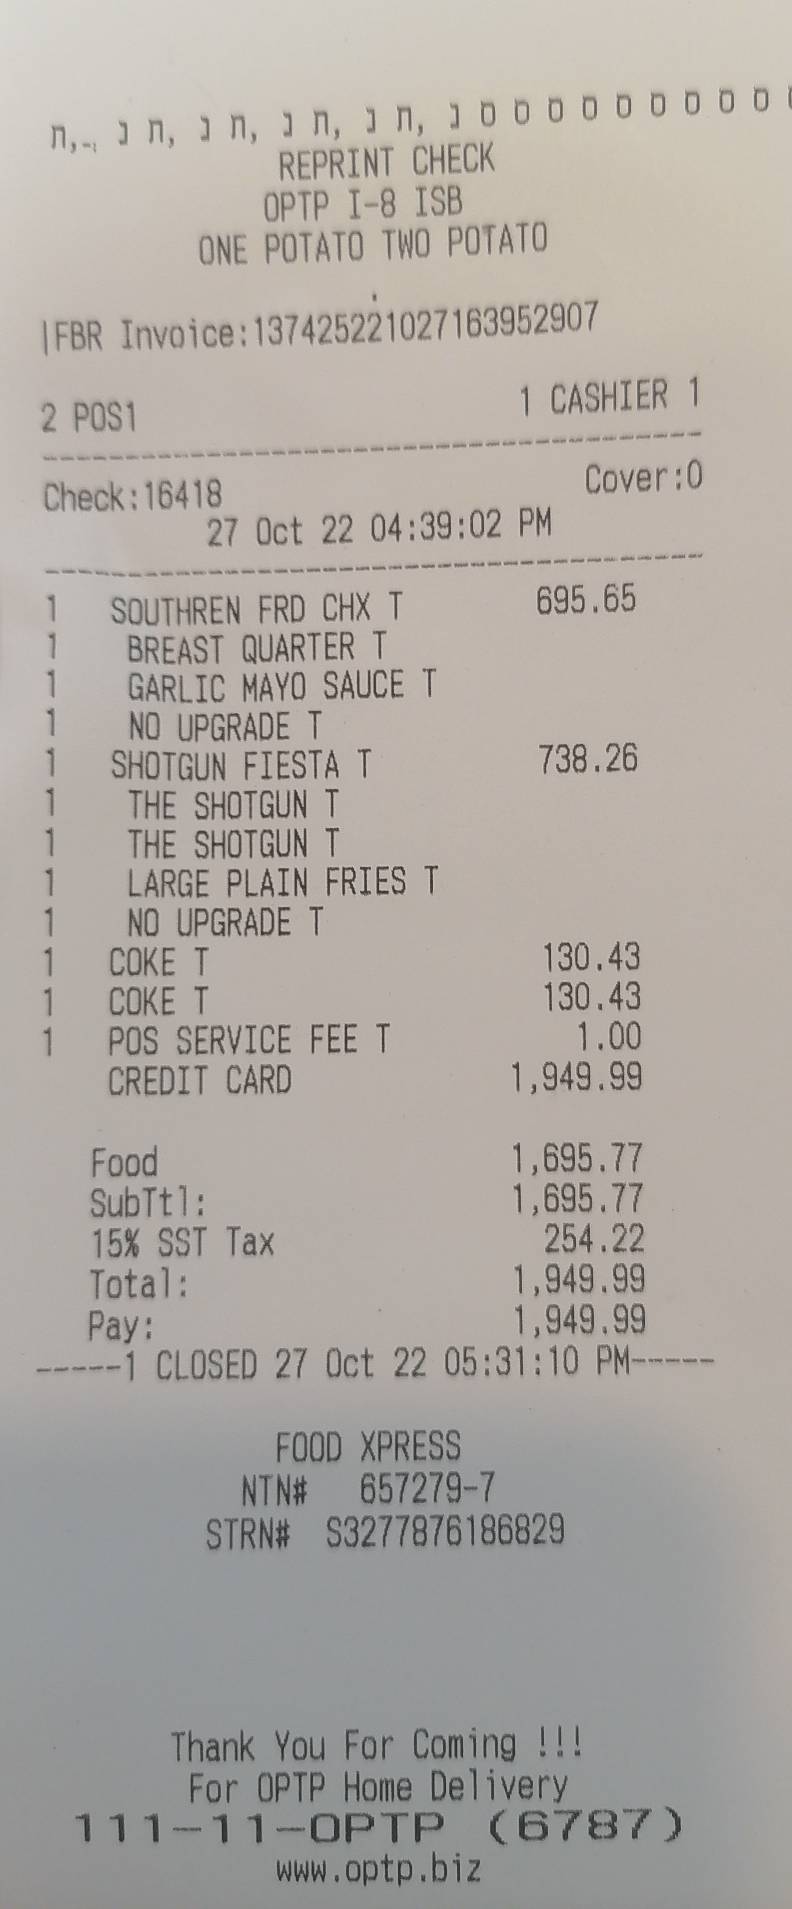 REPRINT CHECK
OPTP I-8 ISB
ONE POTATO TWO POTATO
|FBR Invoice:137425221027163952907
2 POS1 1 CASHIER 1
Check:16418 Cover:0
27 Oct 22 04:39:02 PM
1 SOUTHREN FRD CHX T 695.65
1 BREAST QUARTER T
1 GARLIC MAYO SAUCE T
1 NO UPGRADE T
1 SHOTGUN FIESTA T 738.26
1 THE SHOTGUN T
1 THE SHOTGUN T
1 LARGE PLAIN FRIES T
1 NO UPGRADE T
1 COKE T 130.43
1 COKE T 130.43
1 POS SERVICE FEE T 1.00
CREDIT CARD 1,949.99
Food 1,695.77
SubTtl: 1,695.77
15% SST Tax 254.22
Total: 1,949.99
Pay: 1,949.99
-----1 CLOSED 27 Oct 22 05:31:10 PM-----
FOOD XPRESS
NTN# 657279-7
STRN# S3277876186829
Thank You For Coming !!!
For OPTP Home Delivery
111-11-OPTP (6787)
www.optp.biz